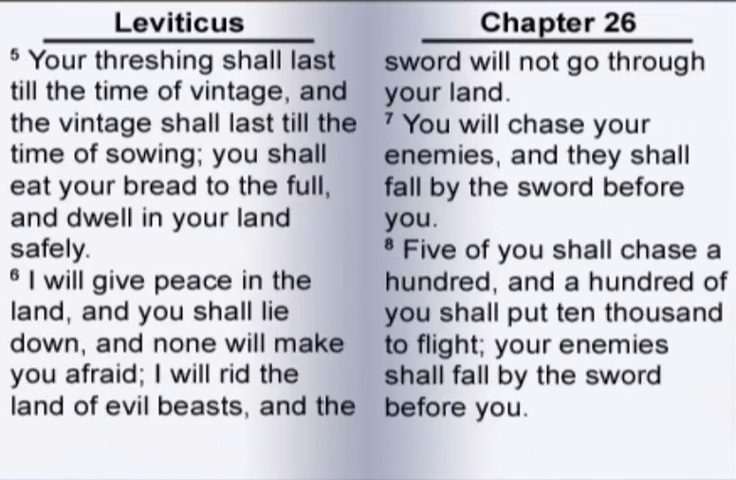 Leviticus
⁵ Your threshing shall last
till the time of vintage, and
the vintage shall last till the
time of sowing; you shall
eat your bread to the full,
and dwell in your land
safely.
⁶ I will give peace in the
land, and you shall lie
down, and none will make
you afraid; I will rid the
land of evil beasts, and the
Chapter 26
sword will not go through
your land.
⁷ You will chase your
enemies, and they shall
fall by the sword before
you.
⁸ Five of you shall chase a
hundred, and a hundred of
you shall put ten thousand
to flight; your enemies
shall fall by the sword
before you.